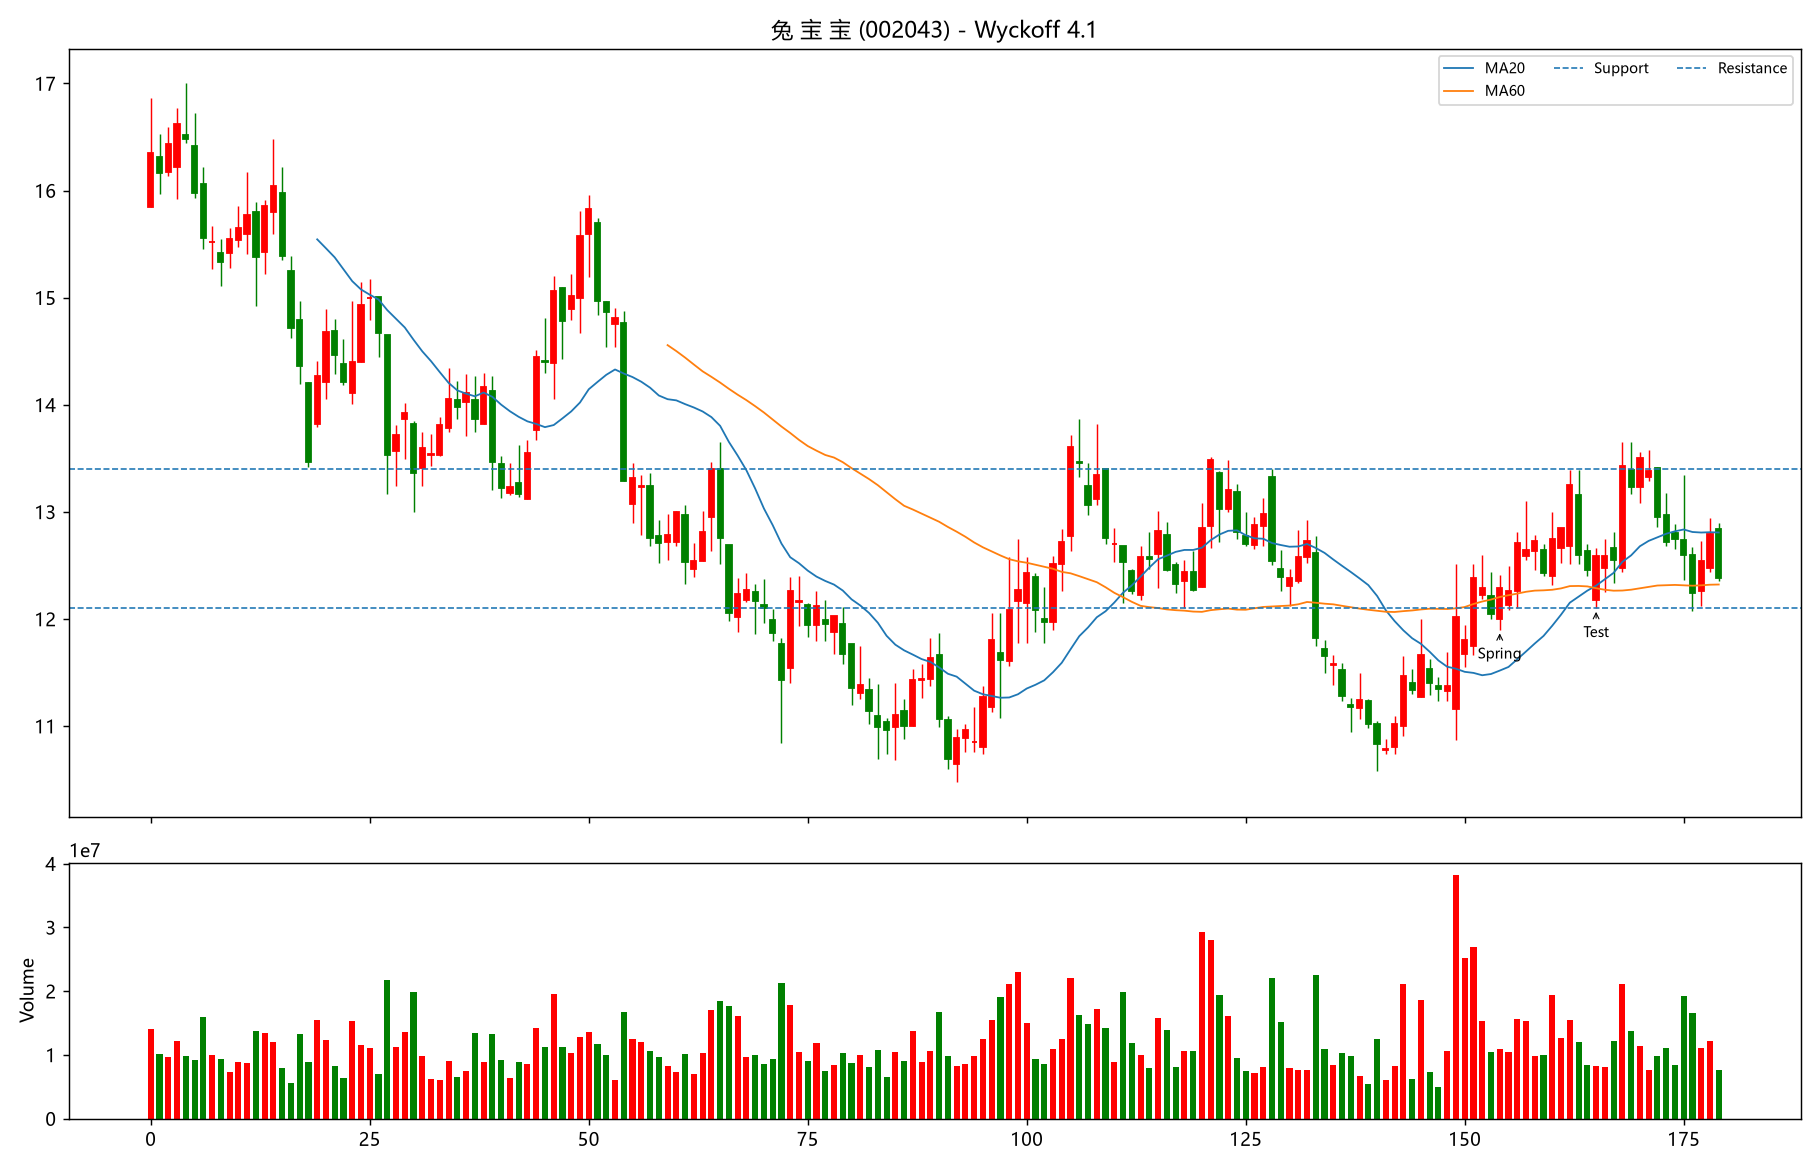 兔 宝 宝 (002043) - Wyckoff 4.1
MA20
MA60
Support
Resistance
17
16
15
14
13
12
11
Spring
Test
1e7
4
3
2
1
0
Volume
0 25 50 75 100 125 150 175